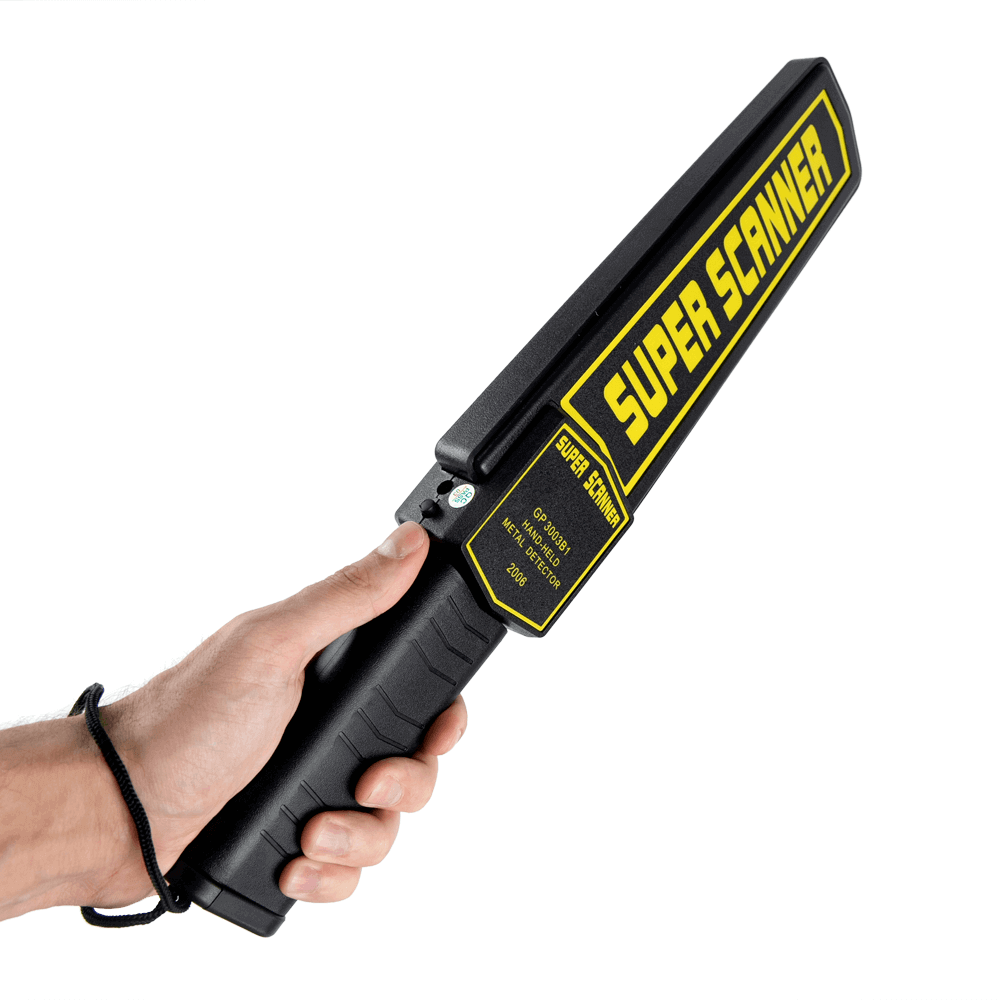 SUPER SCANNER
SUPER SCANNER
GP 3003B1
HAND-HELD
METAL DETECTOR
2006